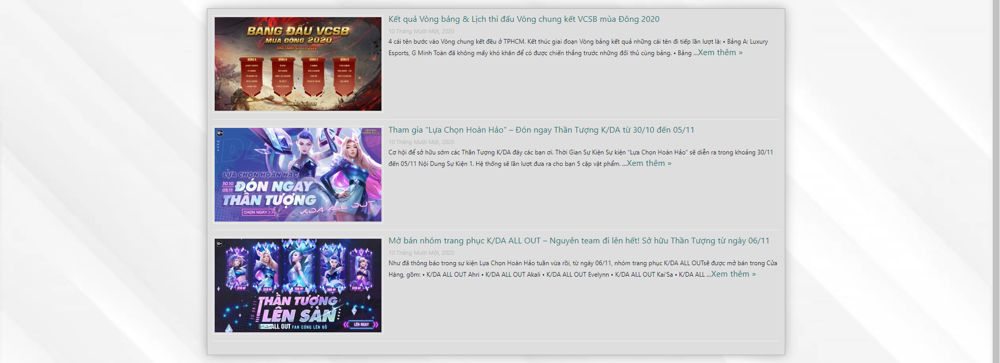 BẢNG ĐẤU VCSB
MÙA ĐÔNG 2020
KHỞI TRANH: 07/11/2020
BẢNG A
BẢNG B
BẢNG C
BẢNG D
Kết quả Vòng bảng & Lịch thi đấu Vòng chung kết VCSB mùa Đông 2020
10 Tháng Mười Một, 2020
4 cái tên bước vào Vòng chung kết đều ở TPHCM. Kết thúc giai đoạn Vòng bảng kết quả những cái tên đi tiếp lần lượt là: • Bảng A: Luxury
Esports, G Minh Toàn đã không mấy khó khăn để có được chiến thắng trước những đối thủ cùng bảng. • Bảng ...Xem thêm »
12+
LỰA CHỌN HOÀN HẢO
30.10
05.11
ĐÓN NGAY
THẦN TƯỢNG
CHỌN NGAY >>
K/DA ALL OUT
Tham gia “Lựa Chọn Hoàn Hảo” – Đón ngay Thần Tượng K/DA từ 30/10 đến 05/11
10 Tháng Mười Một, 2020
Cơ hội để sở hữu sớm các Thần Tượng K/DA đây các bạn ơi. Thời Gian Sự Kiện Sự kiện “Lựa Chọn Hoàn Hảo” sẽ diễn ra trong khoảng 30/11
đến 05/11 Nội Dung Sự Kiện 1. Hệ thống sẽ lần lượt đưa ra cho bạn 5 cặp vật phẩm. ...Xem thêm »
12+
TỪ 06.11
THẦN TƯỢNG
LÊN SÀN
K/DA ALL OUT FAN CỨNG LÊN ĐỒ
LÊN NGAY
Mở bán nhóm trang phục K/DA ALL OUT – Nguyên team đi lên hết! Sở hữu Thần Tượng từ ngày 06/11
10 Tháng Mười Một, 2020
Như đã thông báo trong sự kiện Lựa Chọn Hoàn Hảo tuần vừa rồi, từ ngày 06/11, nhóm trang phục K/DA ALL OUTsẽ được mở bán trong Cửa
Hàng, gồm: • K/DA ALL OUT Ahri • K/DA ALL OUT Akali • K/DA ALL OUT Evelynn • K/DA ALL OUT Kai’Sa • K/DA ALL ...Xem thêm »